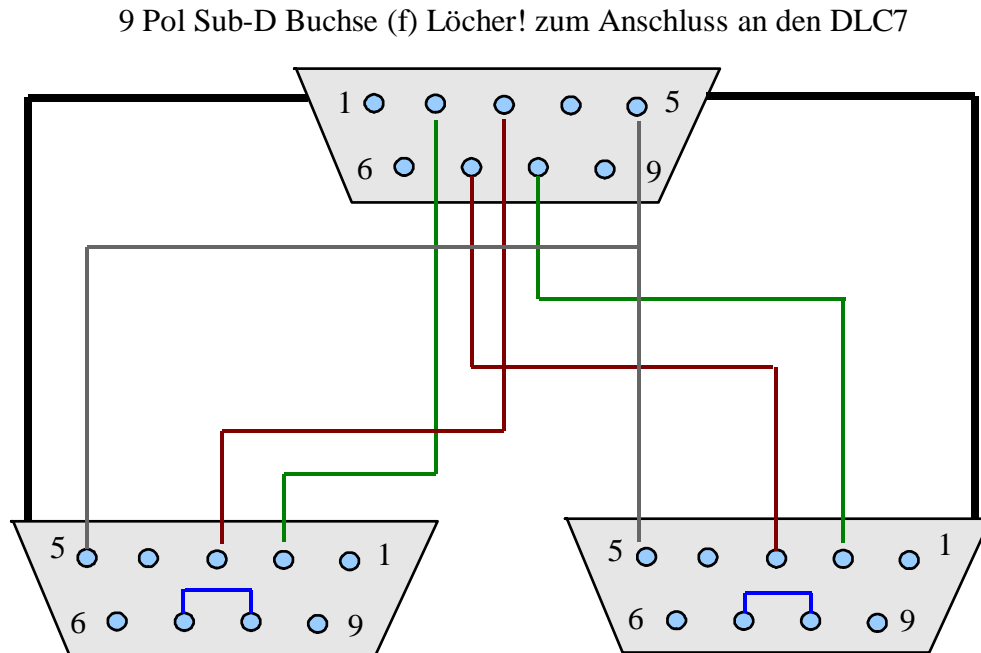 9 Pol Sub-D Buchse (f) Löcher! zum Anschluss an den DLC7
1 5
6 9
5 1 5 1
6 9 6 9